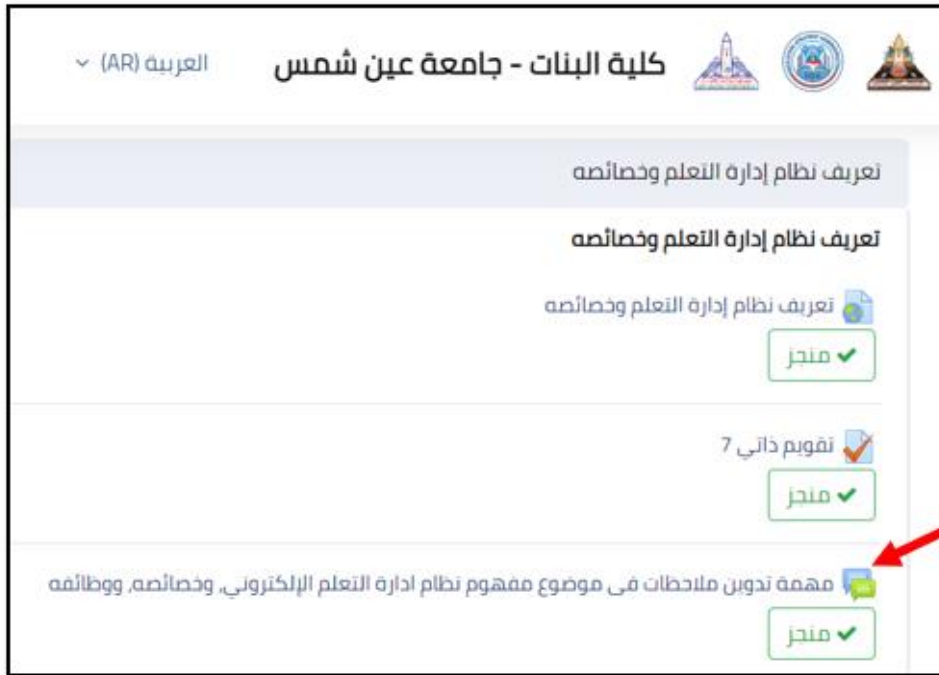 كلية البنات - جامعة عين شمس
العربية ‎(AR)‎
تعريف نظام إدارة التعلم وخصائصه
تعريف نظام إدارة التعلم وخصائصه
تعريف نظام إدارة التعلم وخصائصه
منجز
تقويم ذاتي 7
منجز
مهمة تدوين ملاحظات فى موضوع مفهوم نظام ادارة التعلم الإلكتروني, وخصائصه, ووظائفه
منجز